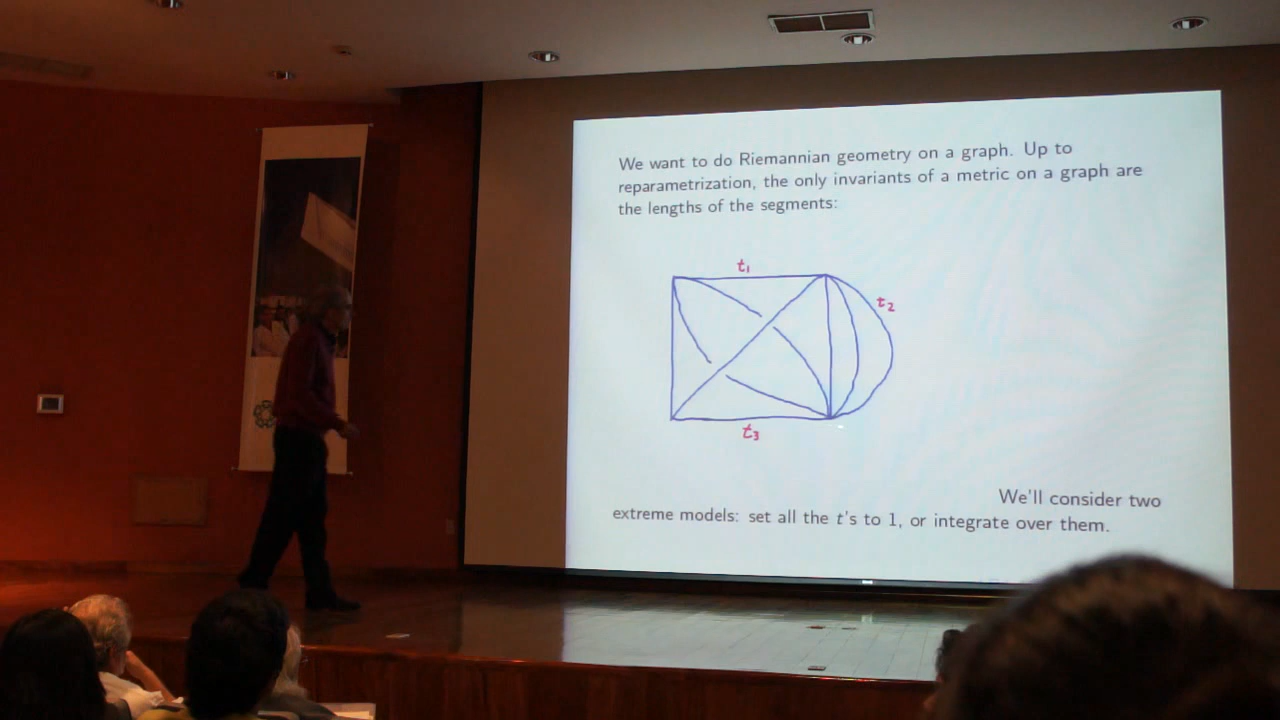 We want to do Riemannian geometry on a graph. Up to
reparametrization, the only invariants of a metric on a graph are
the lengths of the segments:
t₁
t₂
t₃
We'll consider two
extreme models: set all the t's to 1, or integrate over them.